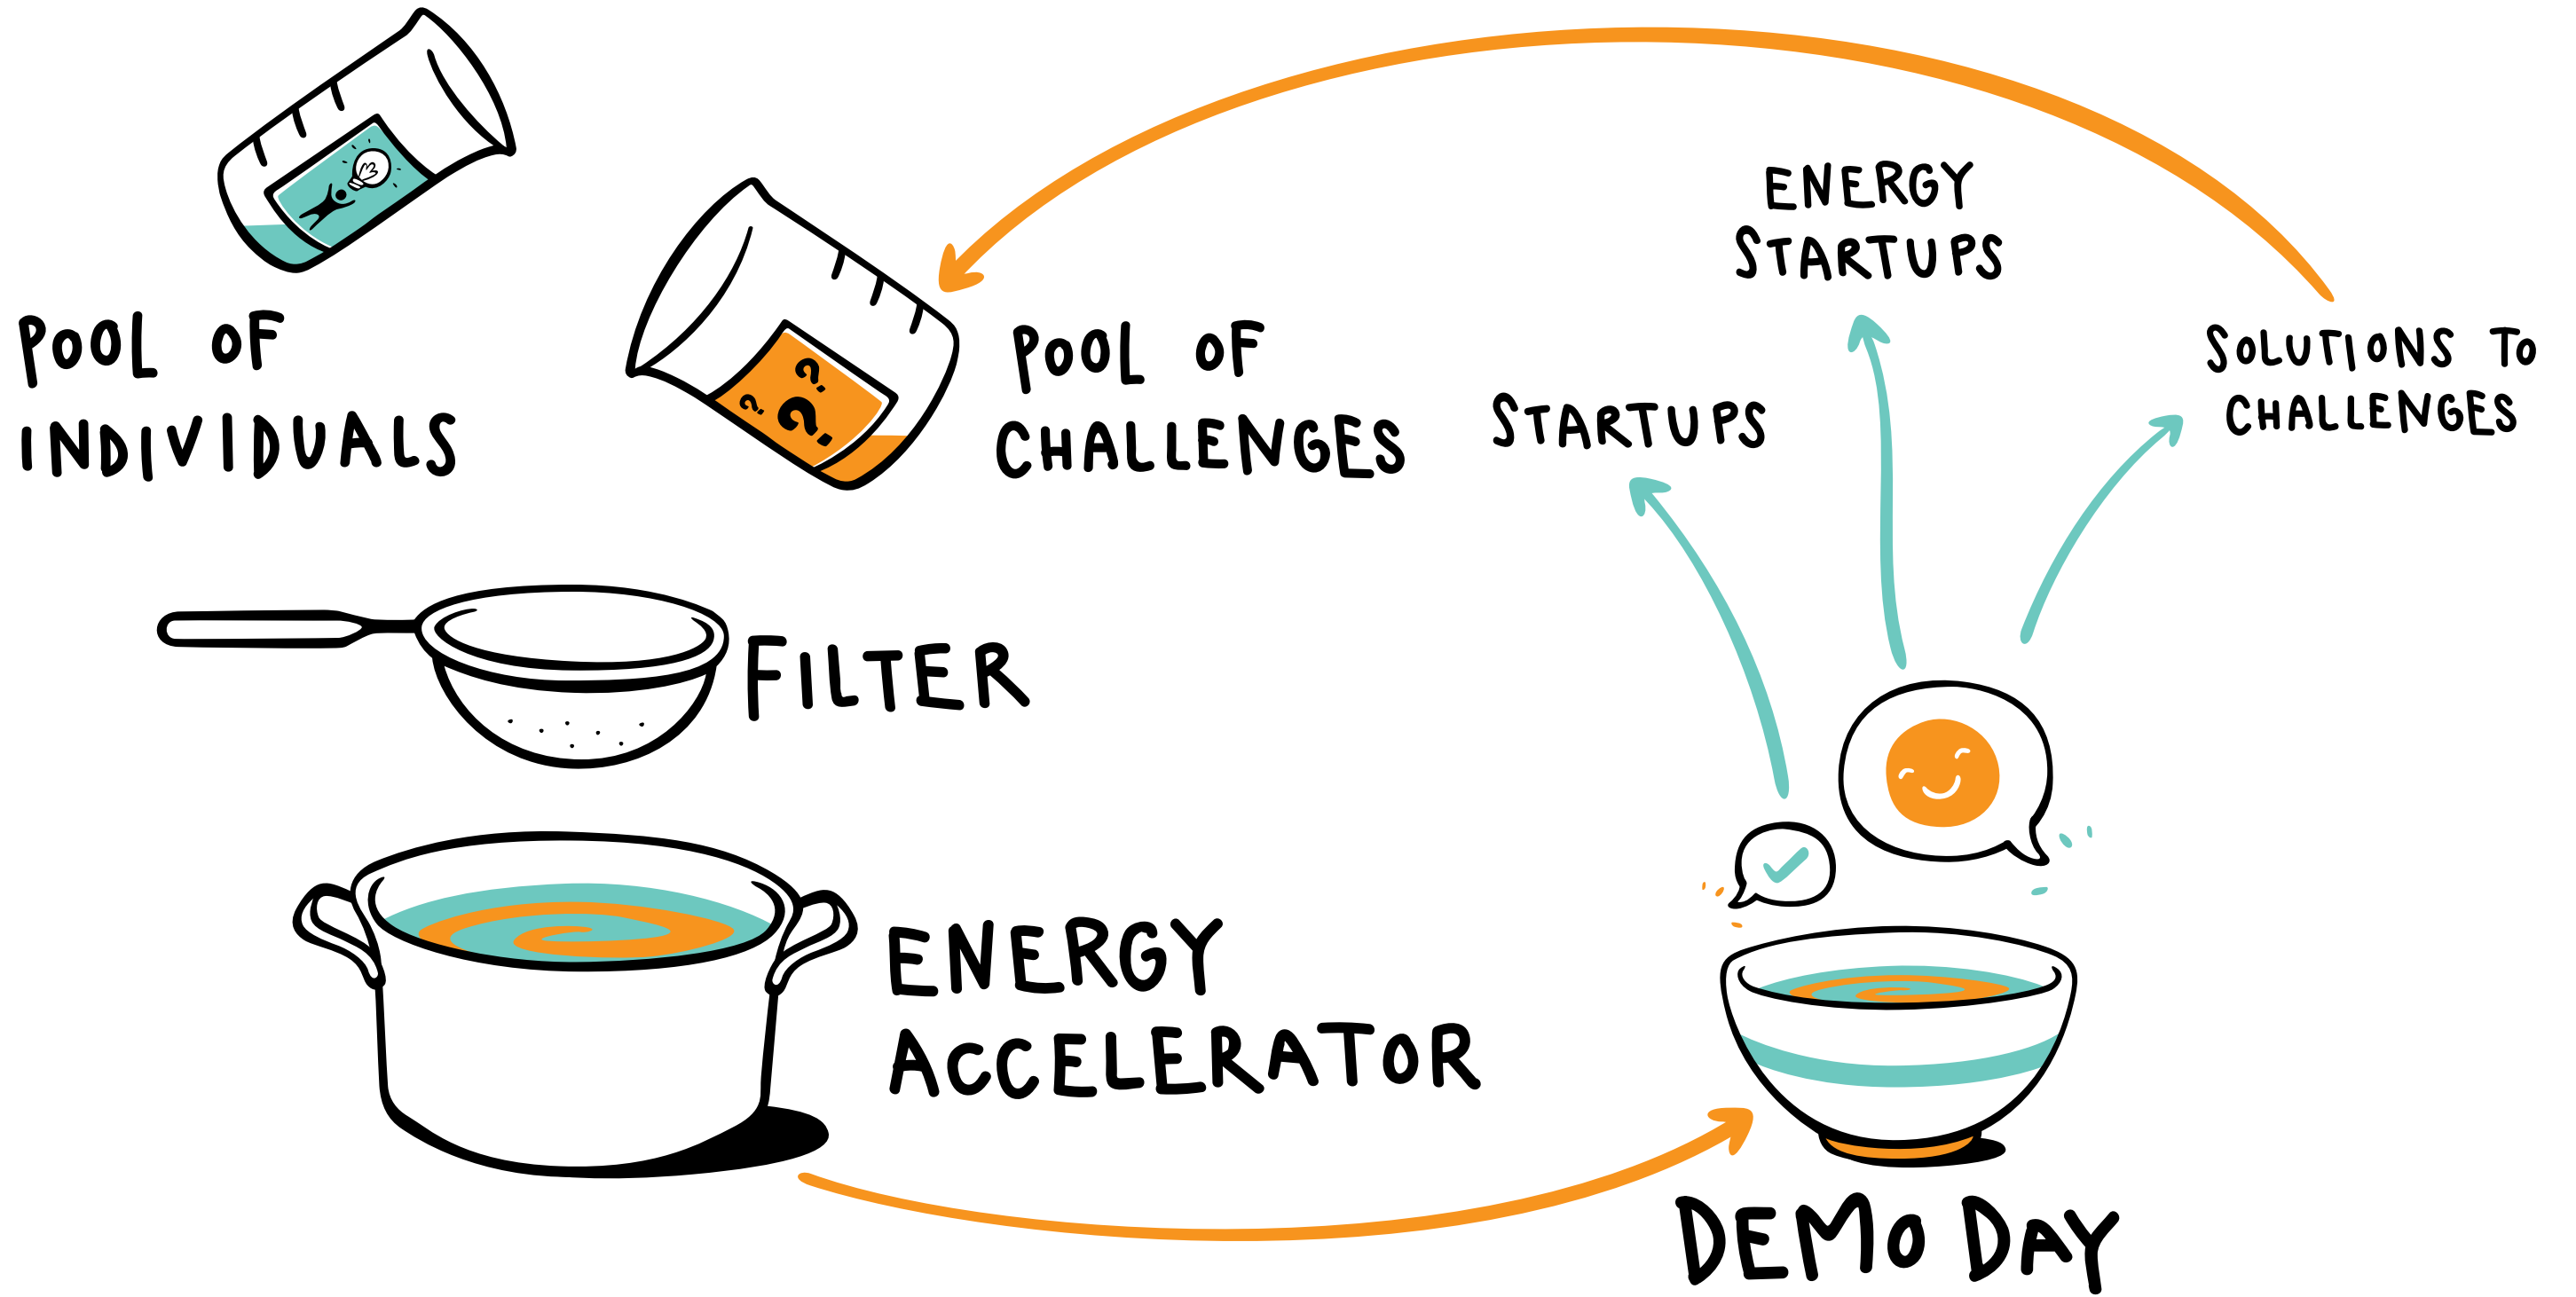 POOL OF
INDIVIDUALS
? ? ?
POOL OF
CHALLENGES
ENERGY
STARTUPS
STARTUPS
SOLUTIONS TO
CHALLENGES
FILTER
ENERGY
ACCELERATOR
DEMO DAY